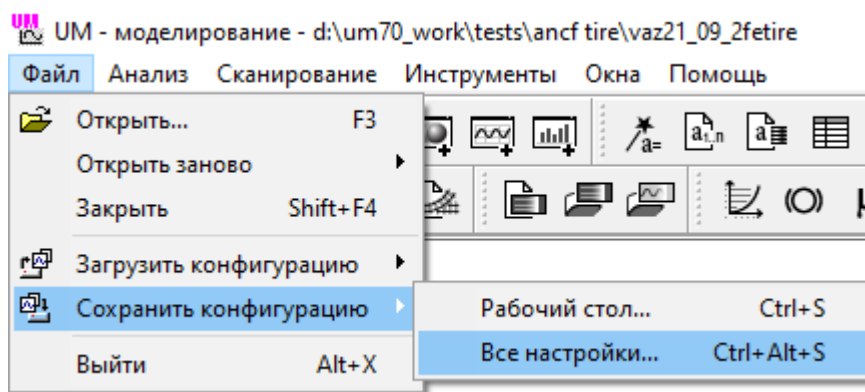 UM - моделирование - d:\um70_work\tests\ancf tire\vaz21_09_2fetire
Файл Анализ Сканирование Инструменты Окна Помощь
Открыть... F3
Открыть заново
Закрыть Shift+F4
Загрузить конфигурацию
Сохранить конфигурацию
Рабочий стол... Ctrl+S
Все настройки... Ctrl+Alt+S
Выйти Alt+X